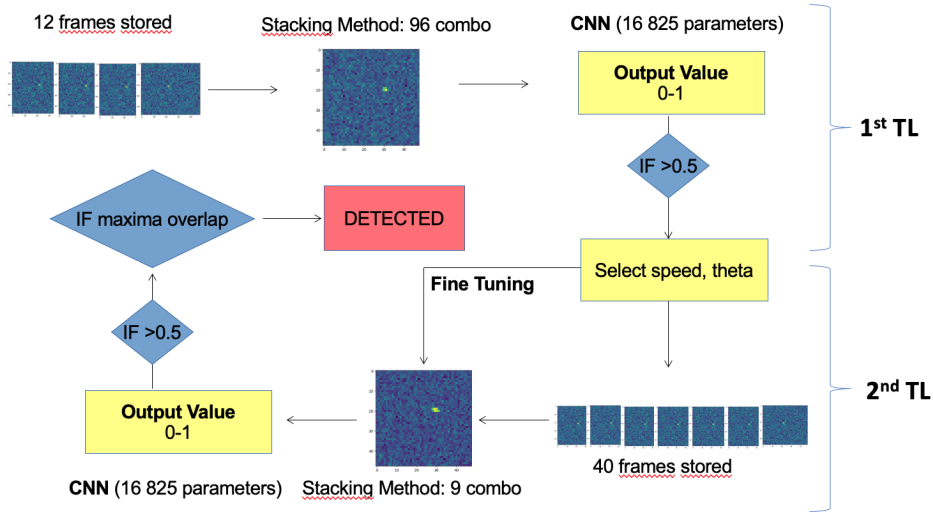 12 frames stored
Stacking Method: 96 combo
CNN (16 825 parameters)
Output Value
0-1
1st TL
IF >0.5
IF maxima overlap
DETECTED
Select speed, theta
Fine Tuning
IF >0.5
2nd TL
Output Value
0-1
40 frames stored
CNN (16 825 parameters)
Stacking Method: 9 combo